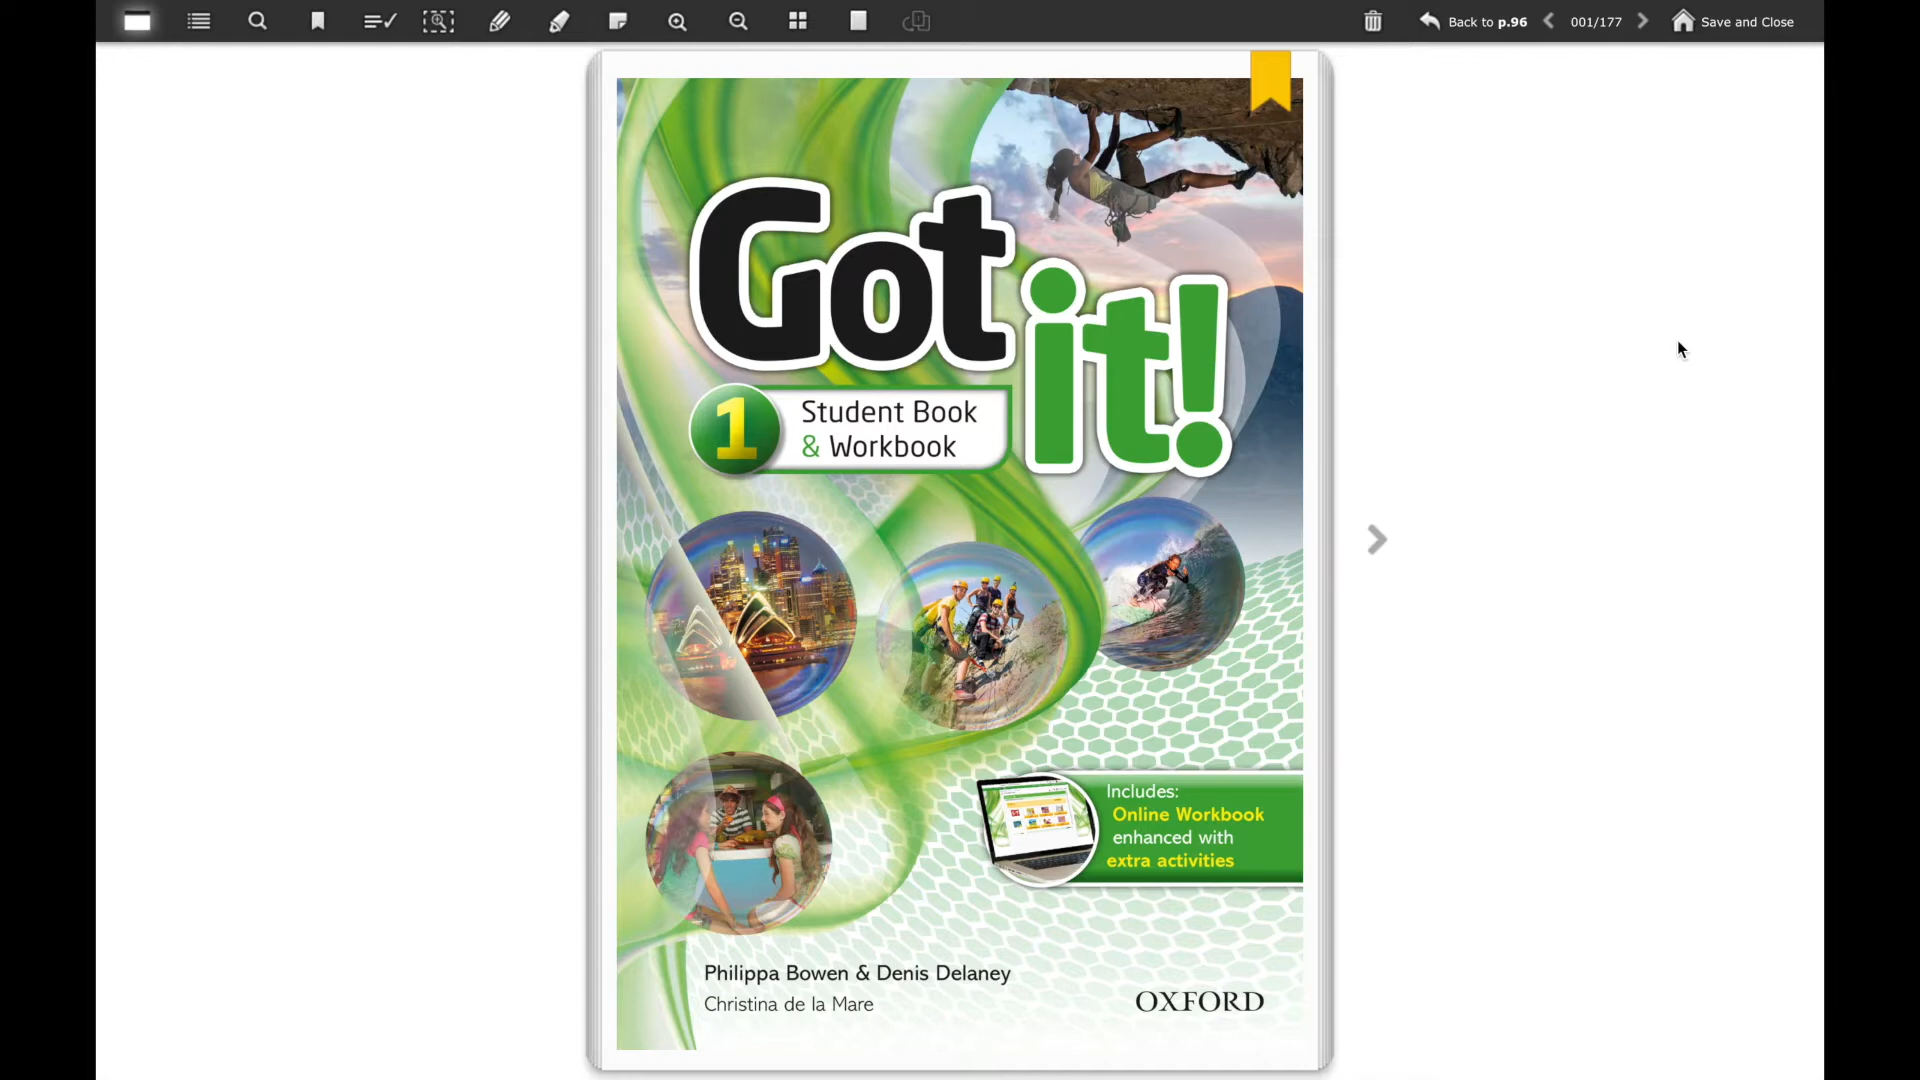 Back to p.96
001/177
Save and Close
Got
it!
1
Student Book
& Workbook
Includes:
Online Workbook
enhanced with
extra activities
Philippa Bowen & Denis Delaney
Christina de la Mare
OXFORD